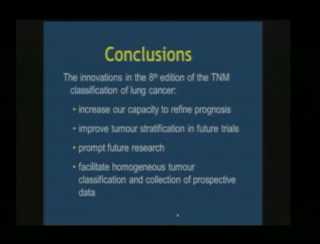 Conclusions
The innovations in the 8th edition of the TNM
classification of lung cancer:
• increase our capacity to refine prognosis
• improve tumour stratification in future trials
• prompt future research
• facilitate homogeneous tumour
classification and collection of prospective
data